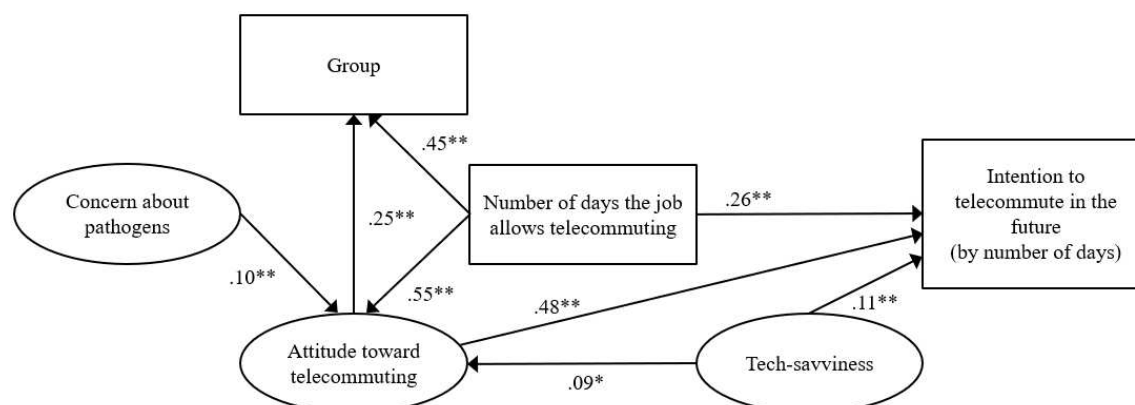 Group
.45**
Concern about
pathogens
.25**
Number of days the job
allows telecommuting
.26**
Intention to
telecommute in the
future
(by number of days)
.10**
.55**
.48**
.11**
Attitude toward
telecommuting
.09*
Tech-savviness